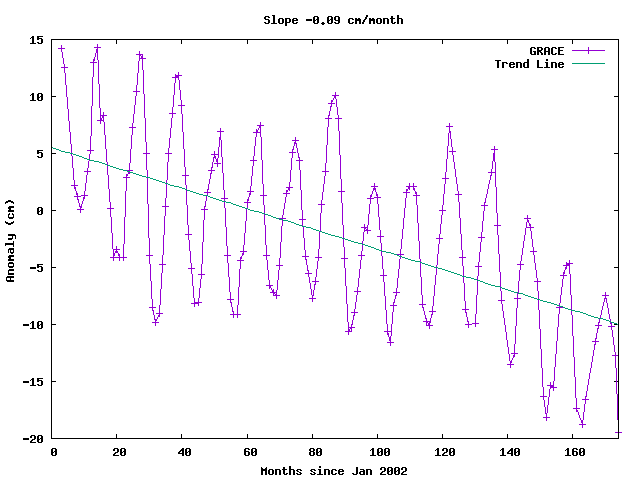 Slope -0.09 cm/month
15
GRACE
Trend Line
10
5
0
-5
-10
-15
-20
Anomaly (cm)
0 20 40 60 80 100 120 140 160
Months since Jan 2002